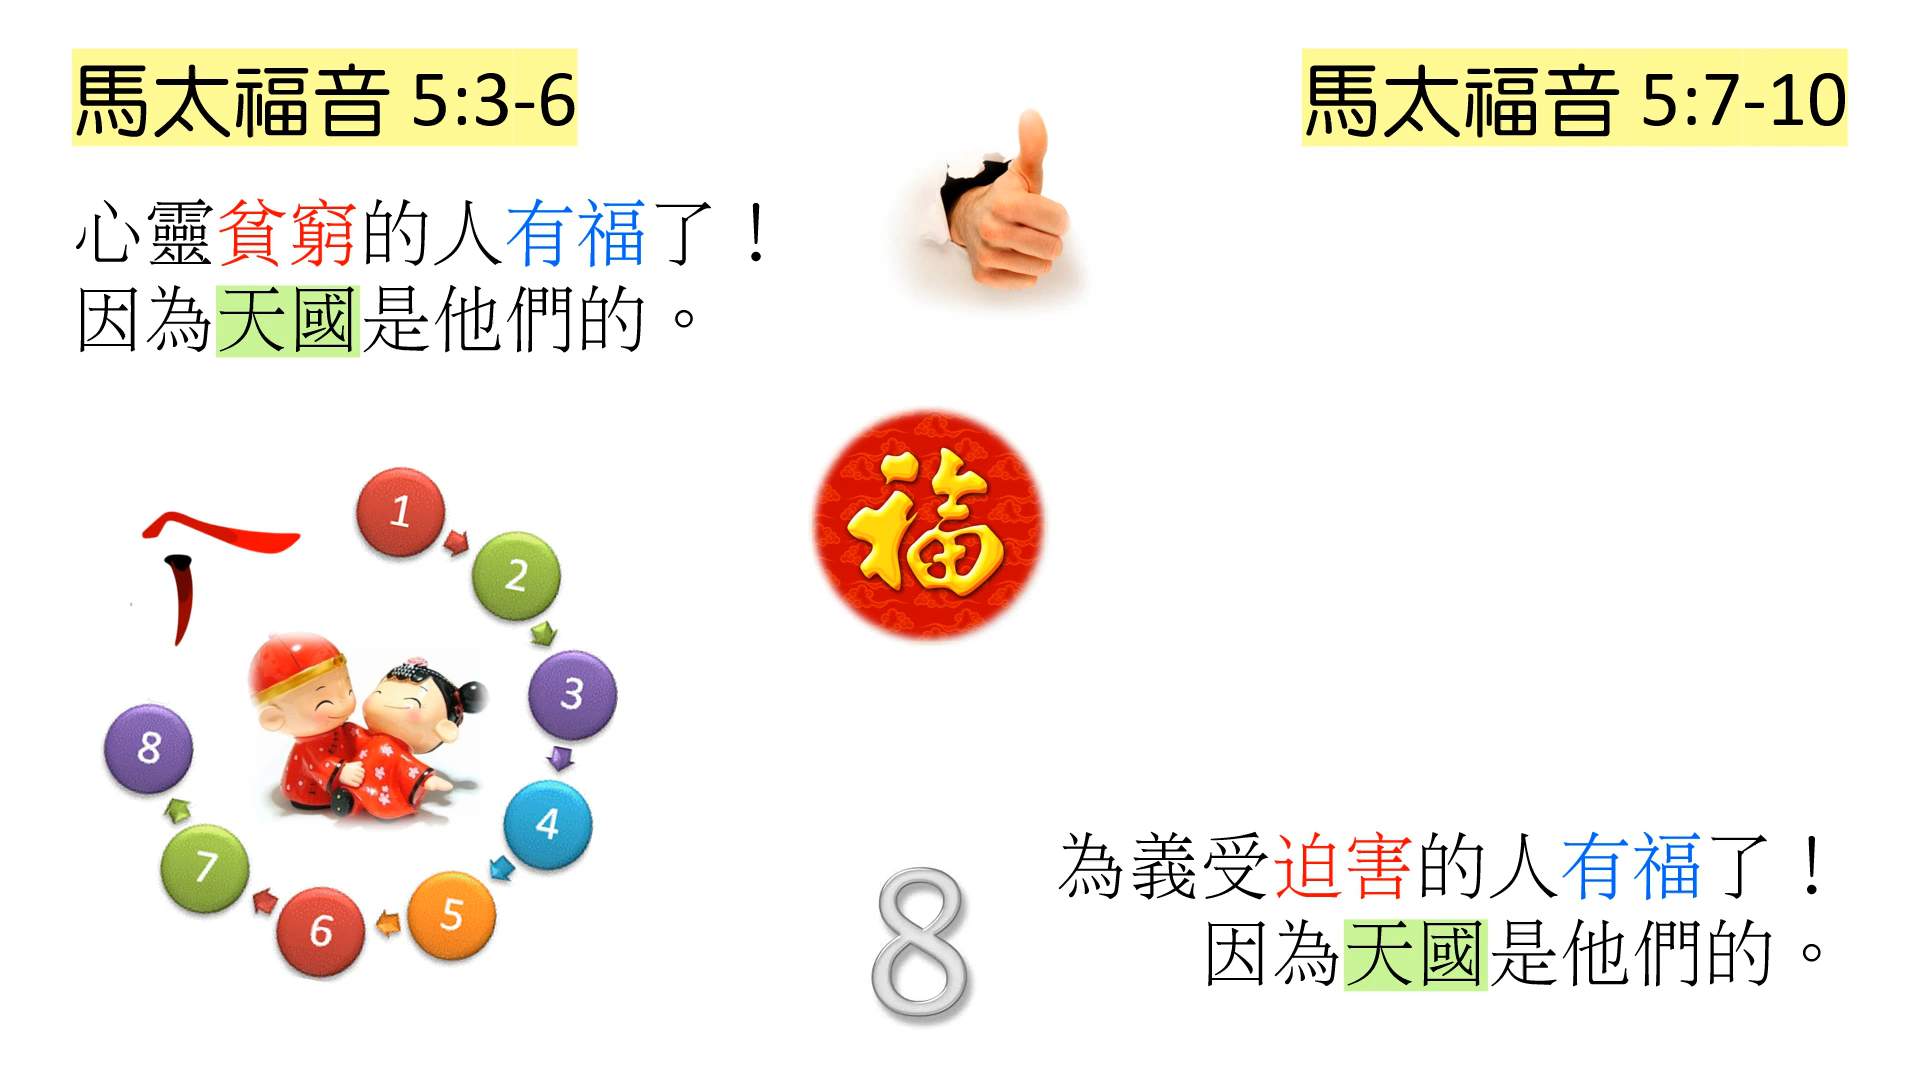 馬太福音 5:3-6
馬太福音 5:7-10
心靈貧窮的人有福了！
因為天國是他們的。
福
1
2
3
4
5
6
7
8
8
為義受迫害的人有福了！
因為天國是他們的。